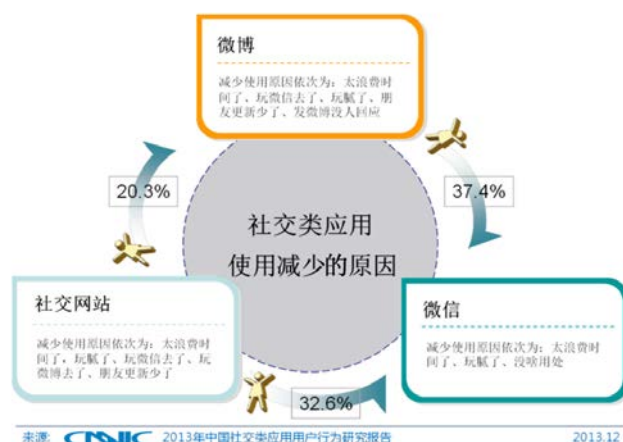 微博
减少使用原因依次为：太浪费时
间了、玩微信去了、玩腻了、朋
友更新少了、发微博没人回应
20.3%
37.4%
社交类应用
使用减少的原因
社交网站
减少使用原因依次为：太浪费时
间了，玩腻了、玩微信去了、玩
微博去了、朋友更新少了
微信
减少使用原因依次为：太浪费时
间了、玩腻了、没啥用处
32.6%
来源: CNNIC 2013年中国社交类应用用户行为研究报告
2013.12